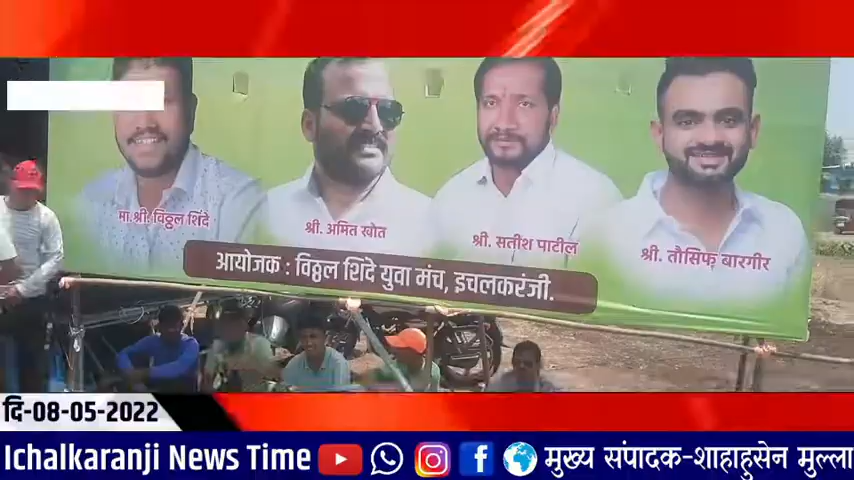 मा.श्री.विठ्ठल शिंदे
श्री. अमित खोत
श्री. सतीश पाटील
श्री. तौसिफ़ बारगीर
आयोजक : विठ्ठल शिंदे युवा मंच, इचलकरंजी.
दि-08-05-2022
Ichalkaranji News Time
मुख्य संपादक-शाहाहुसेन मुल्ला